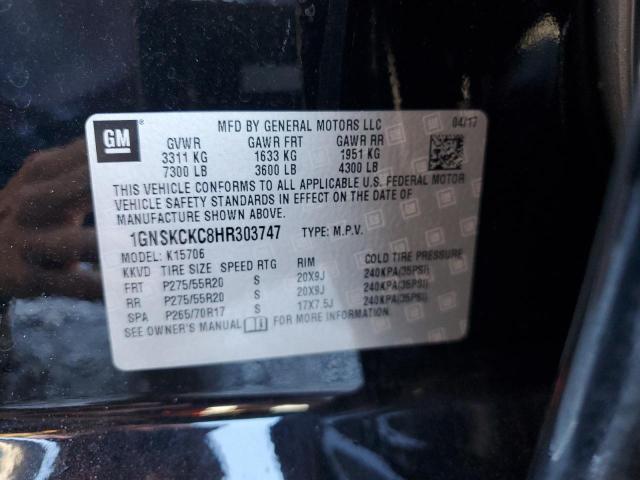 GM
MFD BY GENERAL MOTORS LLC 04/17
GVWR GAWR FRT GAWR RR
3311 KG 1633 KG 1951 KG
7300 LB 3600 LB 4300 LB
THIS VEHICLE CONFORMS TO ALL APPLICABLE U.S. FEDERAL MOTOR
VEHICLE SAFETY STANDARDS IN EFFECT ON THE DATE OF
MANUFACTURE SHOWN ABOVE.
1GNSKCKC8HR303747 TYPE: M.P.V.
MODEL: K15706
KKVD TIRE SIZE SPEED RTG RIM COLD TIRE PRESSURE
FRT P275/55R20 S 20X9J 240KPA(35PSI)
RR P275/55R20 S 20X9J 240KPA(35PSI)
SPA P265/70R17 S 17X7.5J 240KPA(35PSI)
SEE OWNER'S MANUAL FOR MORE INFORMATION.